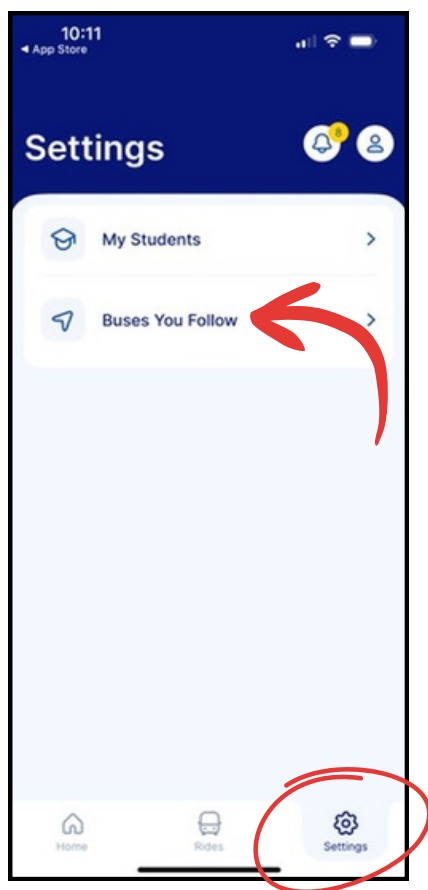 10:11
◀ App Store
Settings
8
My Students
Buses You Follow
Home
Rides
Settings